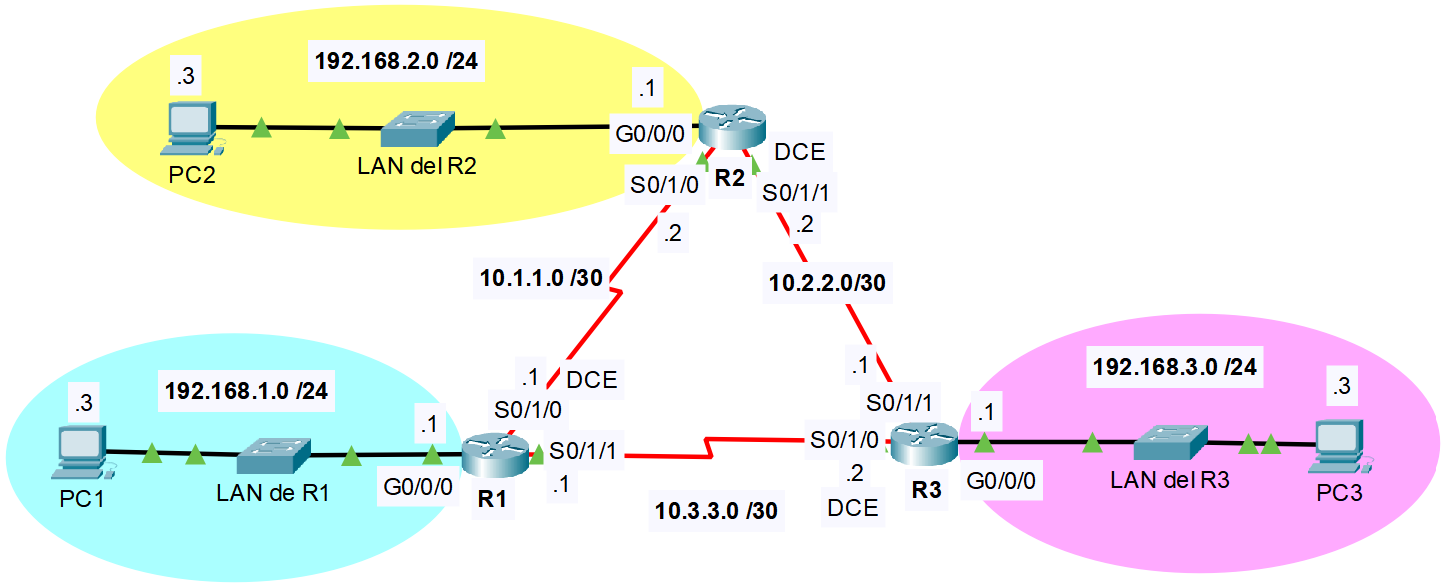 192.168.2.0 /24
.3
.1
G0/0/0
PC2
LAN del R2
R2
DCE
S0/1/0
S0/1/1
.2
.2
10.1.1.0 /30
10.2.2.0/30
192.168.1.0 /24
.3
.1
PC1
LAN de R1
G0/0/0
R1
.1
DCE
S0/1/0
S0/1/1
.1
10.3.3.0 /30
.1
S0/1/1
S0/1/0
.2
DCE
R3
192.168.3.0 /24
.1
.3
G0/0/0
LAN del R3
PC3